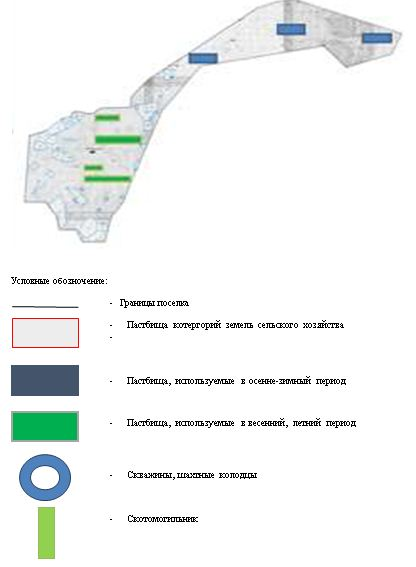 Условные обозначение:
- Границы поселка
- Пастбища котергорий земель сельского хозяйства
-
- Пастбища, используемые в осенне-зимный период
- Пастбища, используемые в весенний, летний период
- Скважины, шахтные колодцы
- Скотомогильник